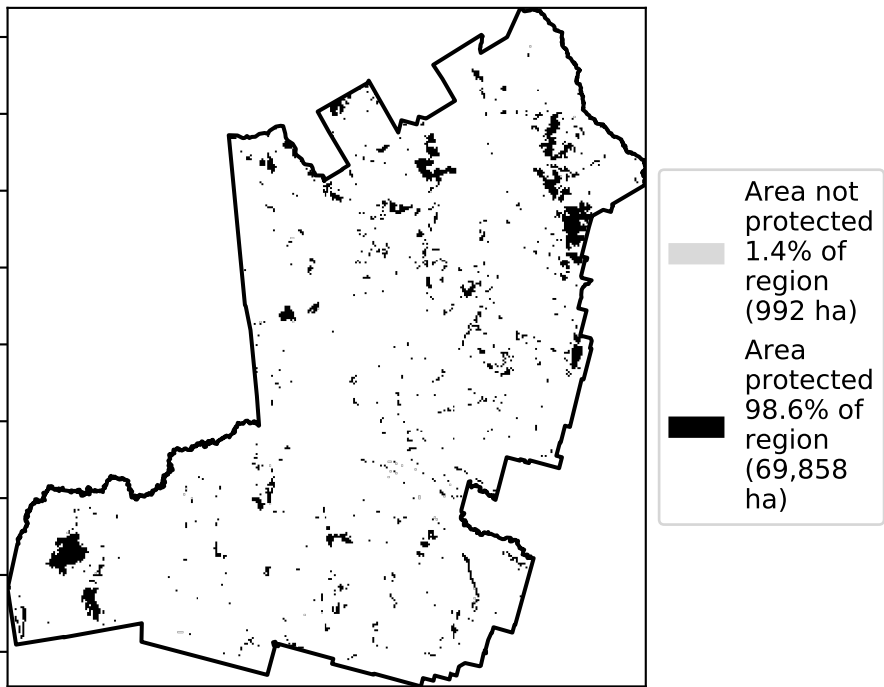 Area not
protected
1.4% of
region
(992 ha)
Area
protected
98.6% of
region
(69,858
ha)